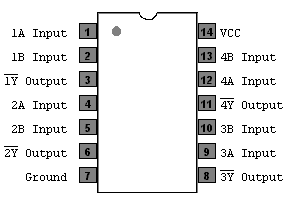 1A Input 1 14 VCC
1B Input 2 13 4B Input
1Y̅ Output 3 12 4A Input
2A Input 4 11 4Y̅ Output
2B Input 5 10 3B Input
2Y̅ Output 6 9 3A Input
Ground 7 8 3Y̅ Output